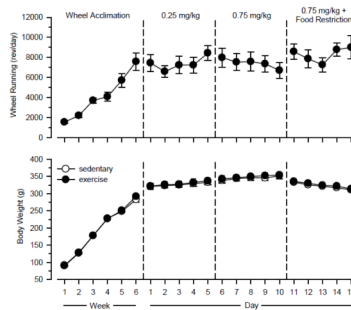 Wheel Acclimation
0.25 mg/kg
0.75 mg/kg
0.75 mg/kg +
Food Restriction
Wheel Running (rev/day)
12000
10000
8000
6000
4000
2000
0
Body Weight (g)
400
350
300
250
200
150
100
50
sedentary
exercise
1 2 3 4 5 6 1 2 3 4 5 6 7 8 9 10 11 12 13 14
Week
Day